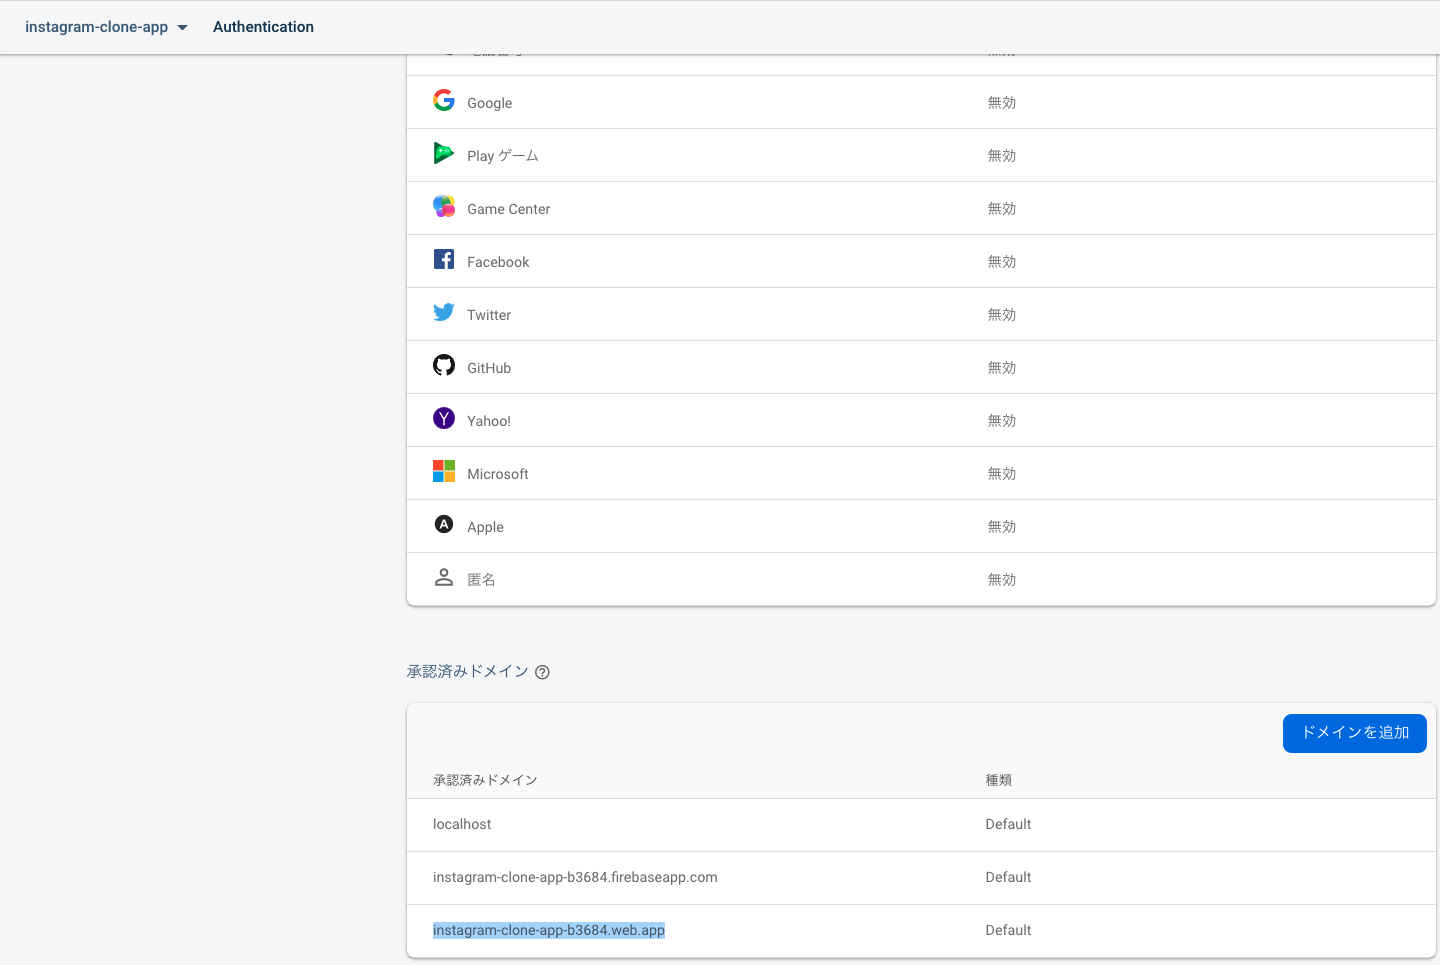 instagram-clone-app Authentication
Google 無効
Play ゲーム 無効
Game Center 無効
Facebook 無効
Twitter 無効
GitHub 無効
Yahoo! 無効
Microsoft 無効
Apple 無効
匿名 無効
承認済みドメイン
ドメインを追加
承認済みドメイン 種類
localhost Default
instagram-clone-app-b3684.firebaseapp.com Default
instagram-clone-app-b3684.web.app Default